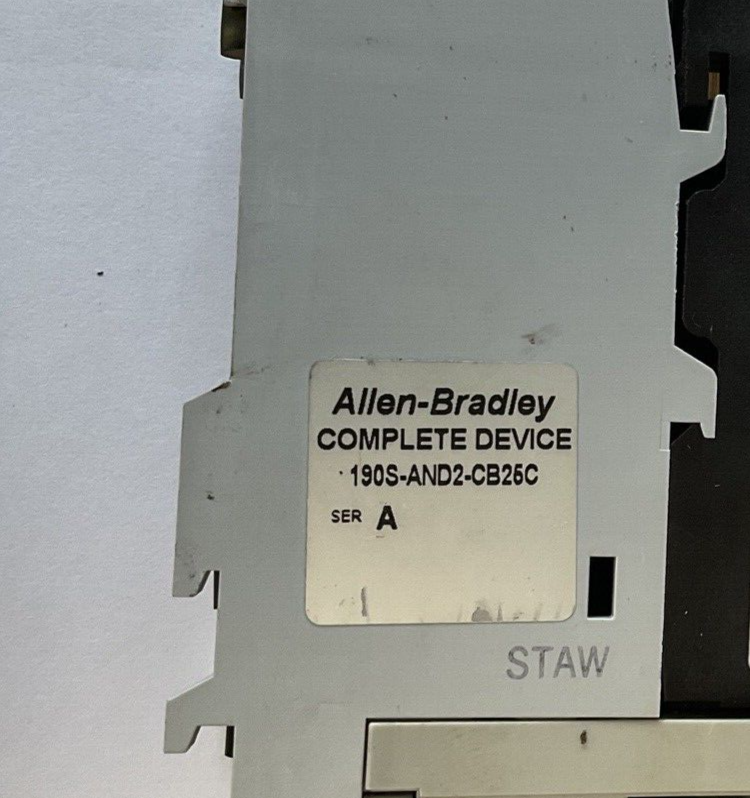 Allen-Bradley
COMPLETE DEVICE
190S-AND2-CB25C
SER A
STAW